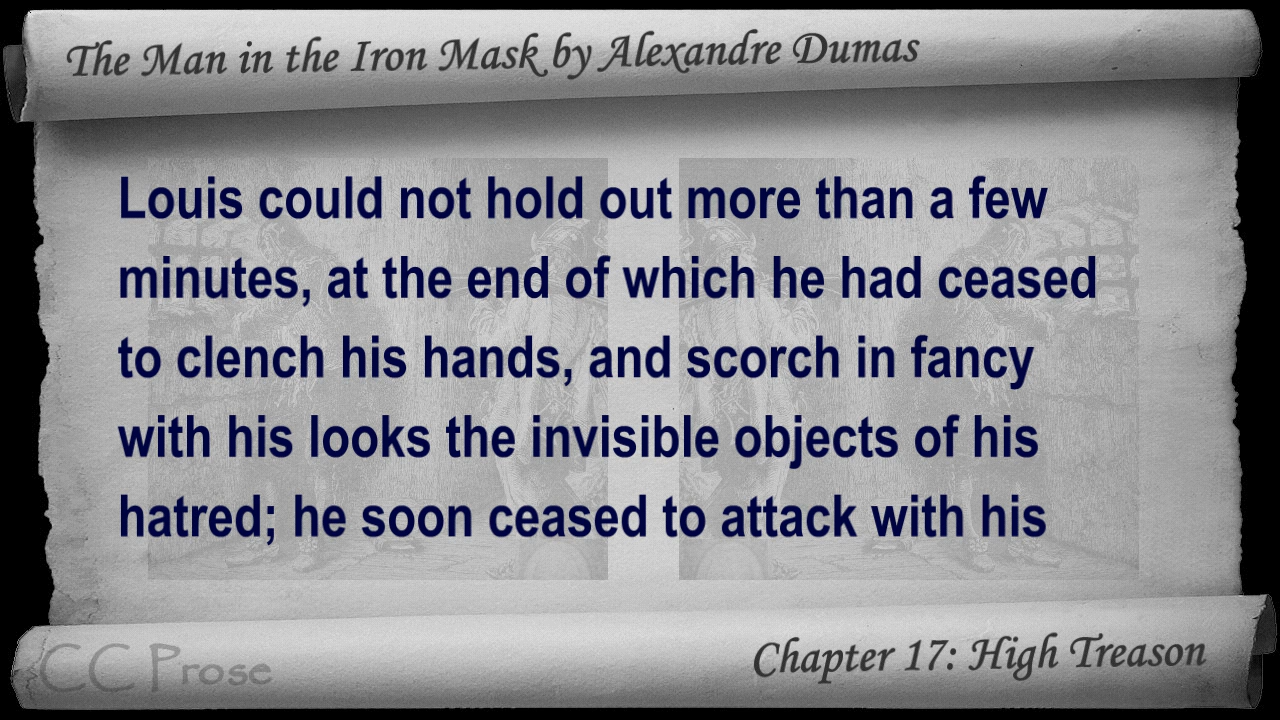 The Man in the Iron Mask by Alexandre Dumas
Louis could not hold out more than a few
minutes, at the end of which he had ceased
to clench his hands, and scorch in fancy
with his looks the invisible objects of his
hatred; he soon ceased to attack with his
CC Prose
Chapter 17: High Treason